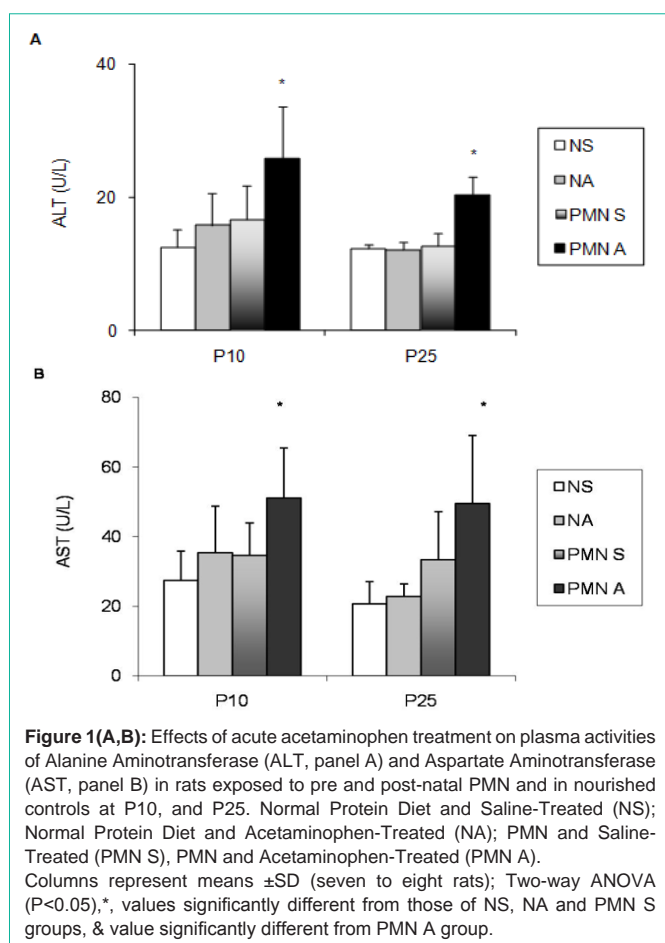 A
40
*
*
ALT (U/L)
20
0
P10
P25
NS
NA
PMN S
PMN A
B
80
*
*
60
AST (U/L)
40
20
0
P10
P25
NS
NA
PMN S
PMN A
Figure 1(A,B): Effects of acute acetaminophen treatment on plasma activities
of Alanine Aminotransferase (ALT, panel A) and Aspartate Aminotransferase
(AST, panel B) in rats exposed to pre and post-natal PMN and in nourished
controls at P10, and P25. Normal Protein Diet and Saline-Treated (NS);
Normal Protein Diet and Acetaminophen-Treated (NA); PMN and Saline-
Treated (PMN S), PMN and Acetaminophen-Treated (PMN A).
Columns represent means ±SD (seven to eight rats); Two-way ANOVA
(P<0.05),*, values significantly different from those of NS, NA and PMN S
groups, & value significantly different from PMN A group.